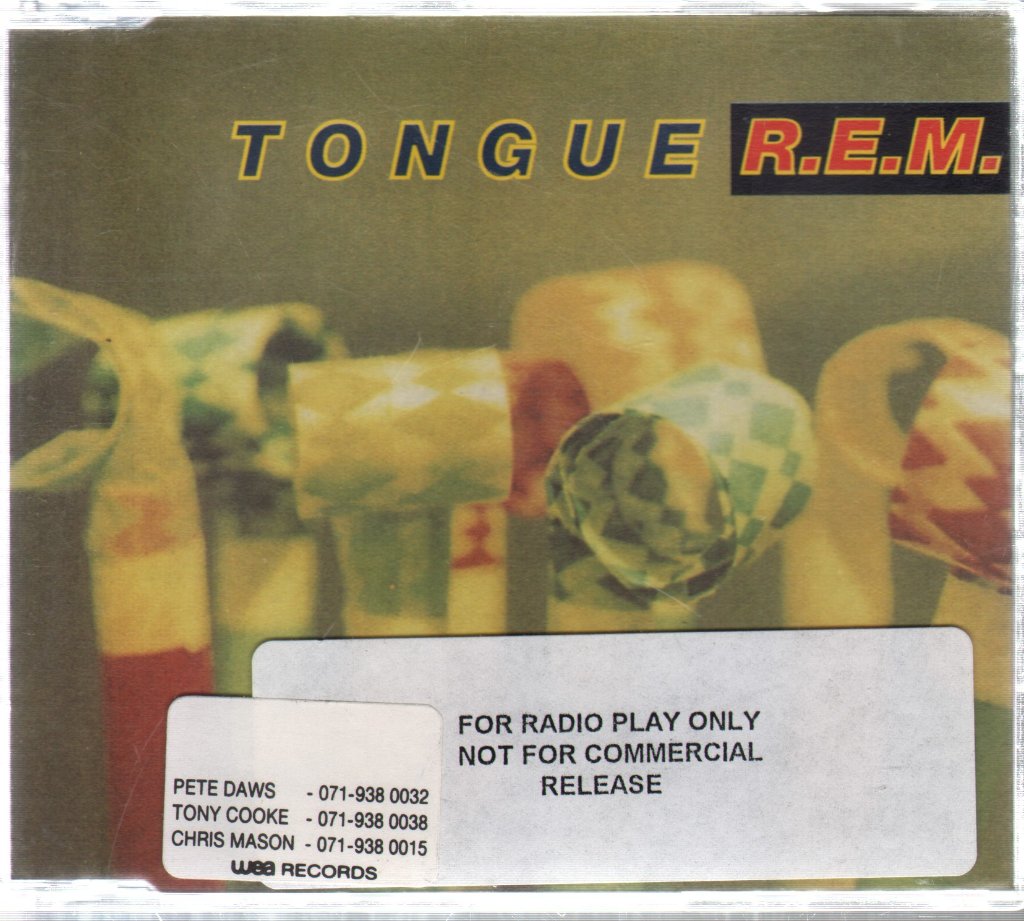 TONGUE R.E.M.
FOR RADIO PLAY ONLY
NOT FOR COMMERCIAL
RELEASE
PETE DAWS - 071-938 0032
TONY COOKE - 071-938 0038
CHRIS MASON - 071-938 0015
wea RECORDS